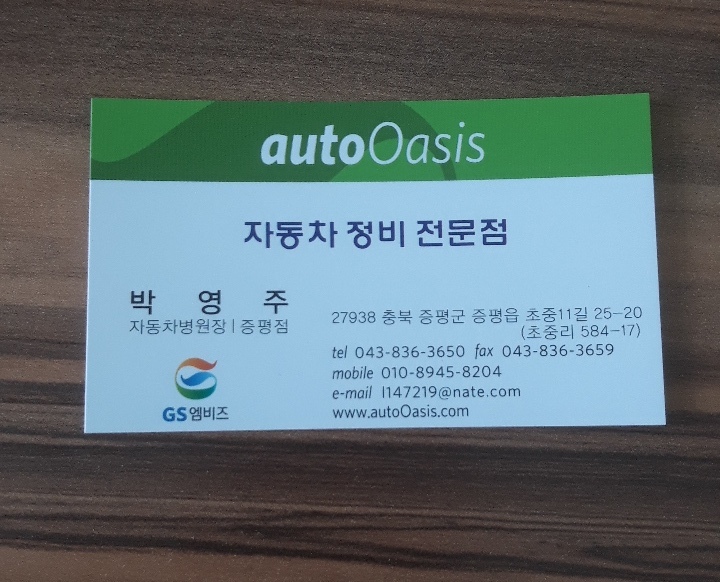 autoOasis
자동차 정비 전문점
박 영 주
자동차병원장 | 증평점
GS엠비즈
27938 충북 증평군 증평읍 초중11길 25-20
(초중리 584-17)
tel 043-836-3650 fax 043-836-3659
mobile 010-8945-8204
e-mail l147219@nate.com
www.autoOasis.com